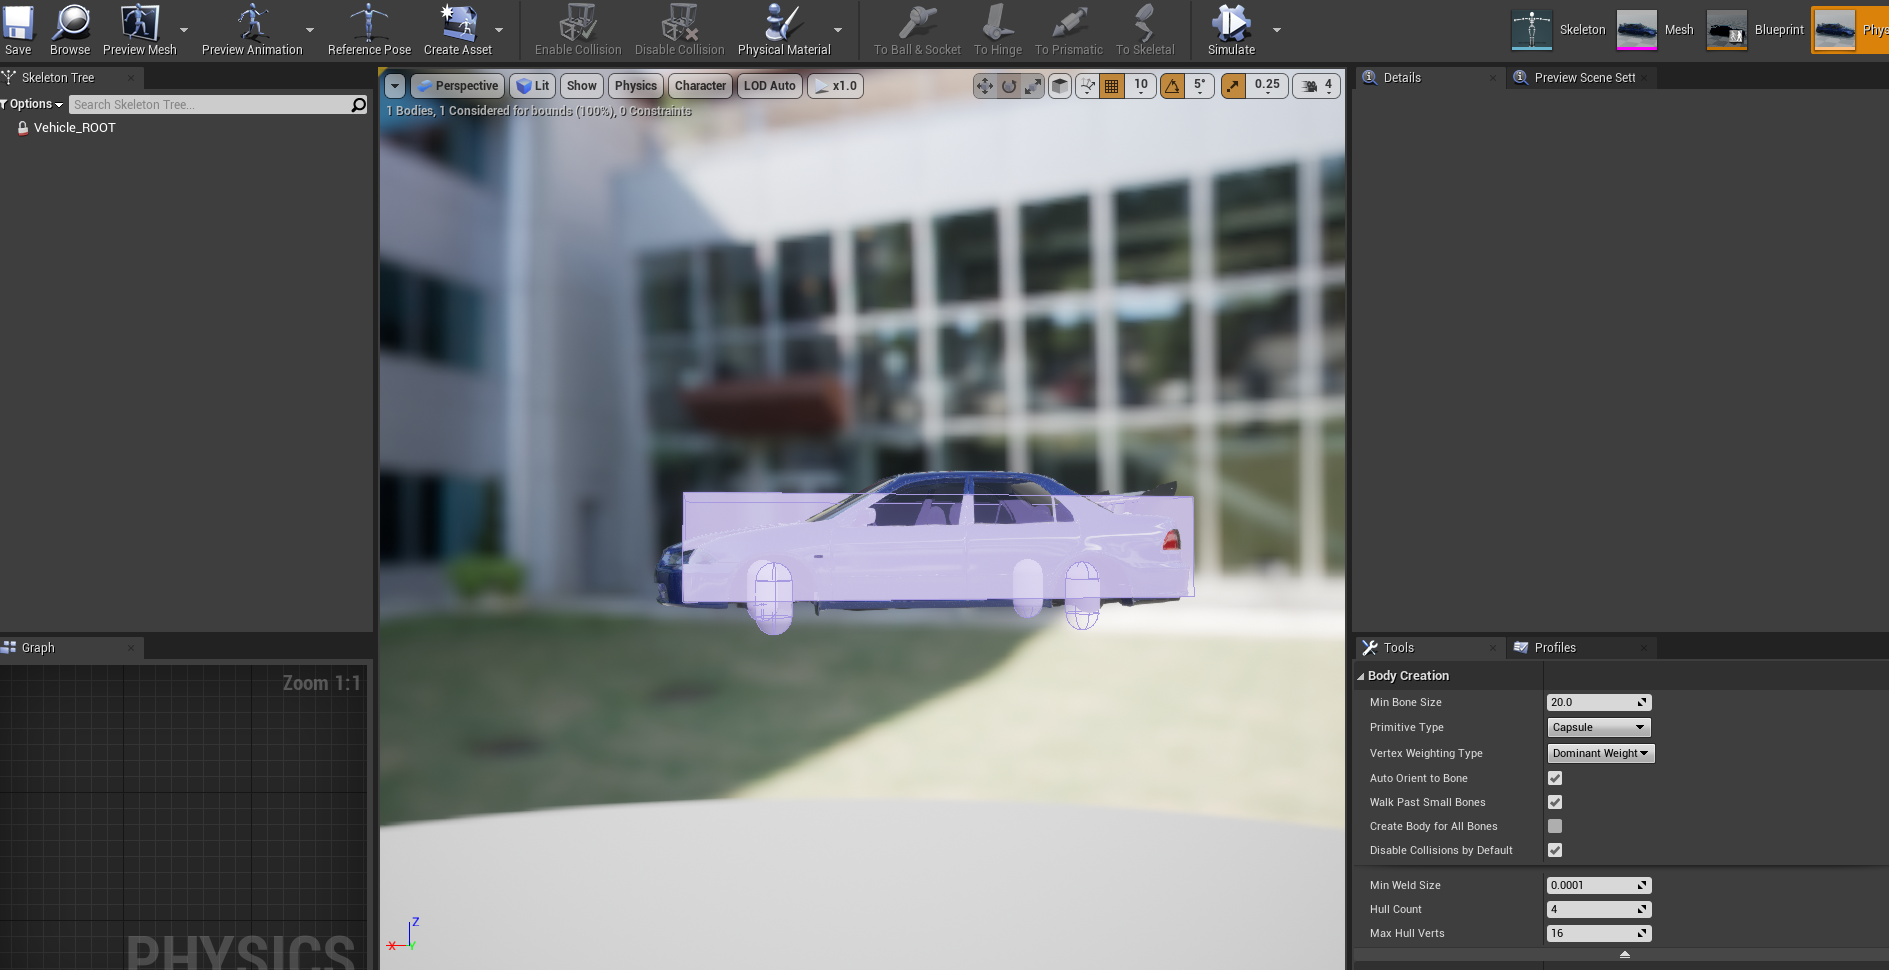 Save
Browse
Preview Mesh
Preview Animation
Reference Pose
Create Asset
Enable Collision
Disable Collision
Physical Material
To Ball & Socket
To Hinge
To Prismatic
To Skeletal
Simulate
Skeleton
Mesh
Blueprint
Phys
Skeleton Tree
Options
Search Skeleton Tree...
Vehicle_ROOT
Perspective
Lit
Show
Physics
Character
LOD Auto
x1.0
10
5°
0.25
4
1 Bodies, 1 Considered for bounds (100%), 0 Constraints
Z
X
Y
Details
Preview Scene Sett
Graph
Zoom 1:1
PHYSICS
Tools
Profiles
Body Creation
Min Bone Size 20.0
Primitive Type Capsule
Vertex Weighting Type Dominant Weight
Auto Orient to Bone
Walk Past Small Bones
Create Body for All Bones
Disable Collisions by Default
Min Weld Size 0.0001
Hull Count 4
Max Hull Verts 16